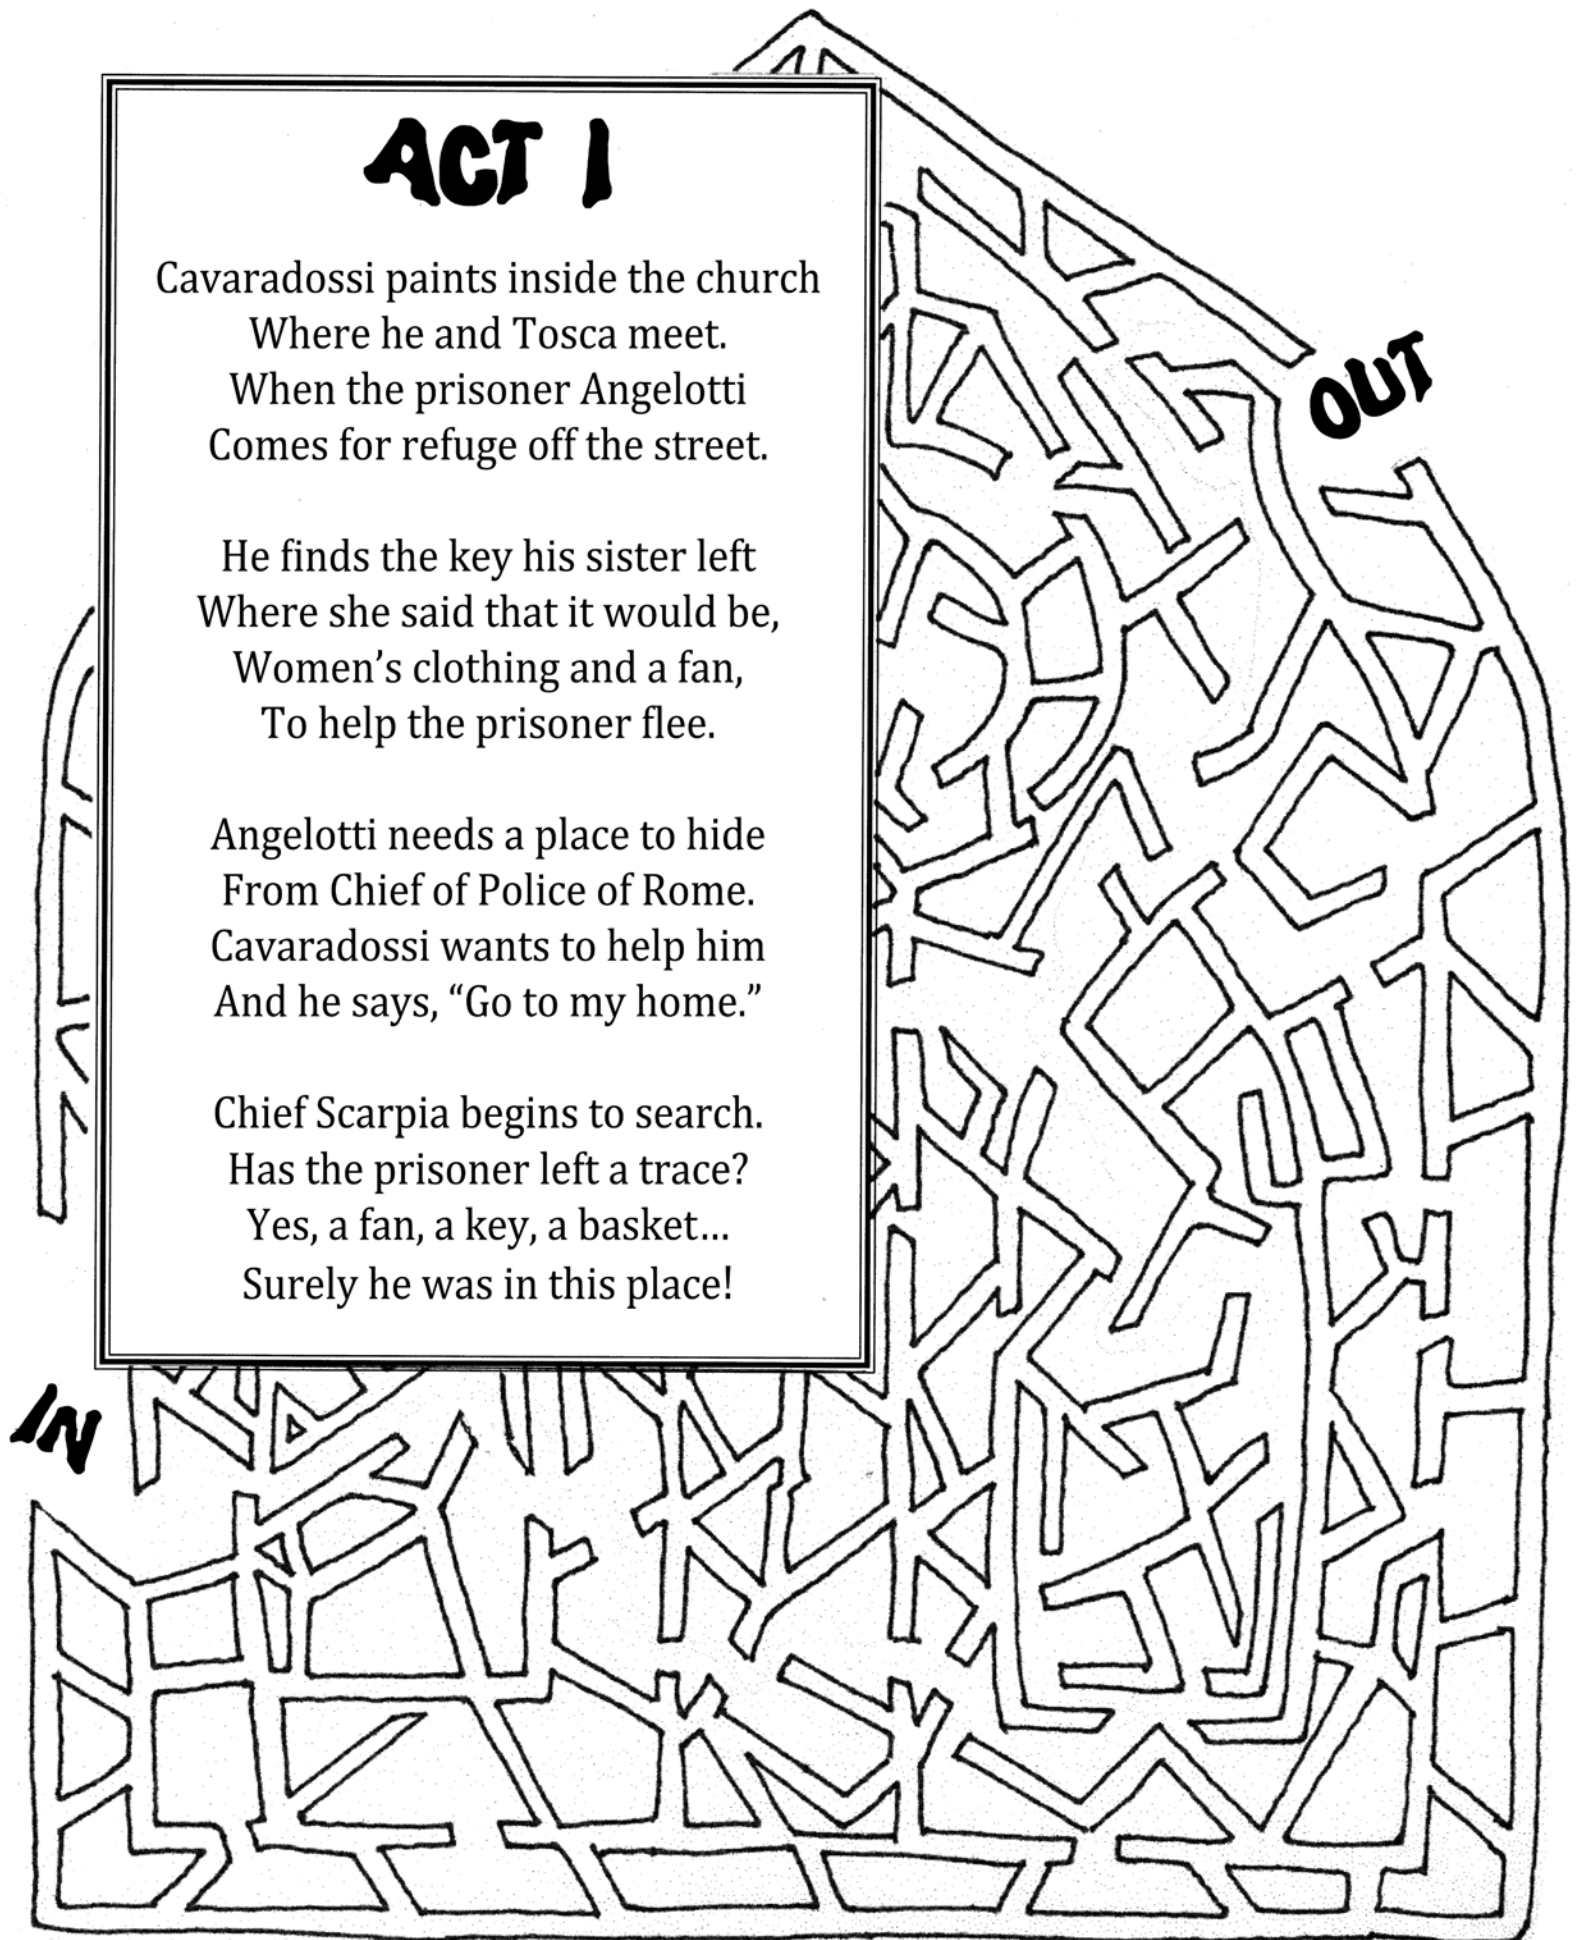 ACT I
Cavaradossi paints inside the church
Where he and Tosca meet.
When the prisoner Angelotti
Comes for refuge off the street.
He finds the key his sister left
Where she said that it would be,
Women’s clothing and a fan,
To help the prisoner flee.
Angelotti needs a place to hide
From Chief of Police of Rome.
Cavaradossi wants to help him
And he says, “Go to my home.”
Chief Scarpia begins to search.
Has the prisoner left a trace?
Yes, a fan, a key, a basket...
Surely he was in this place!
OUT
IN